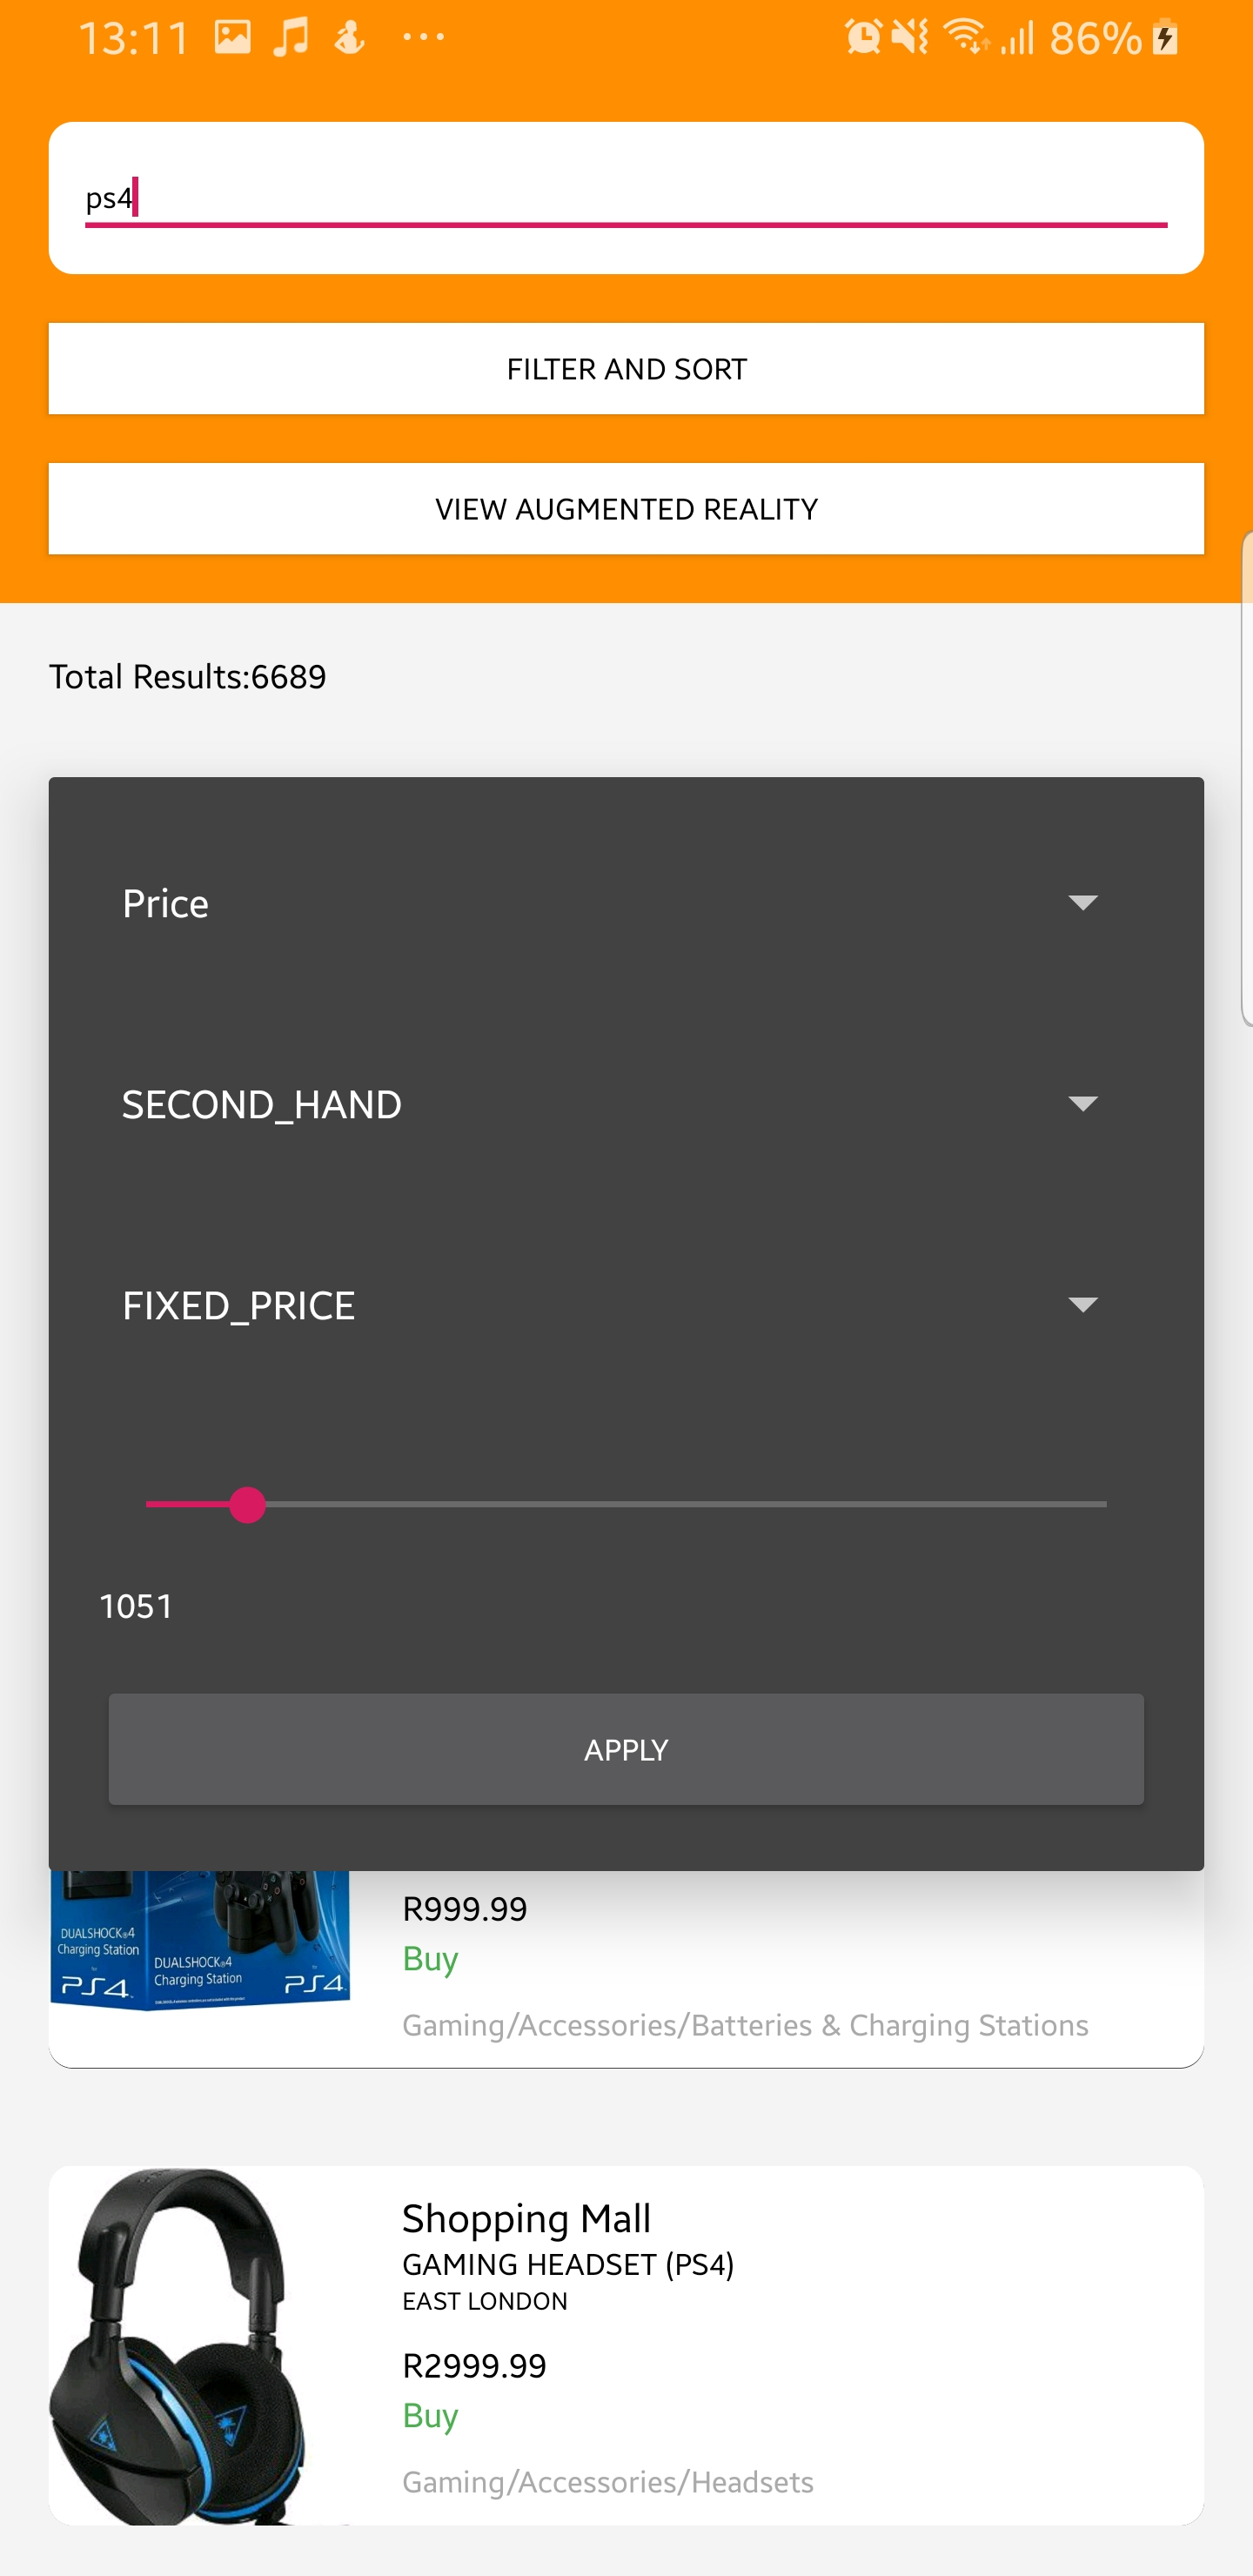 13:11 86%
ps4
FILTER AND SORT
VIEW AUGMENTED REALITY
Total Results:6689
Price
SECOND_HAND
FIXED_PRICE
1051
APPLY
DUALSHOCK®4
Charging Station
PS4
DUALSHOCK®4
Charging Station
PS4
R999.99
Buy
Gaming/Accessories/Batteries & Charging Stations
Shopping Mall
GAMING HEADSET (PS4)
EAST LONDON
R2999.99
Buy
Gaming/Accessories/Headsets